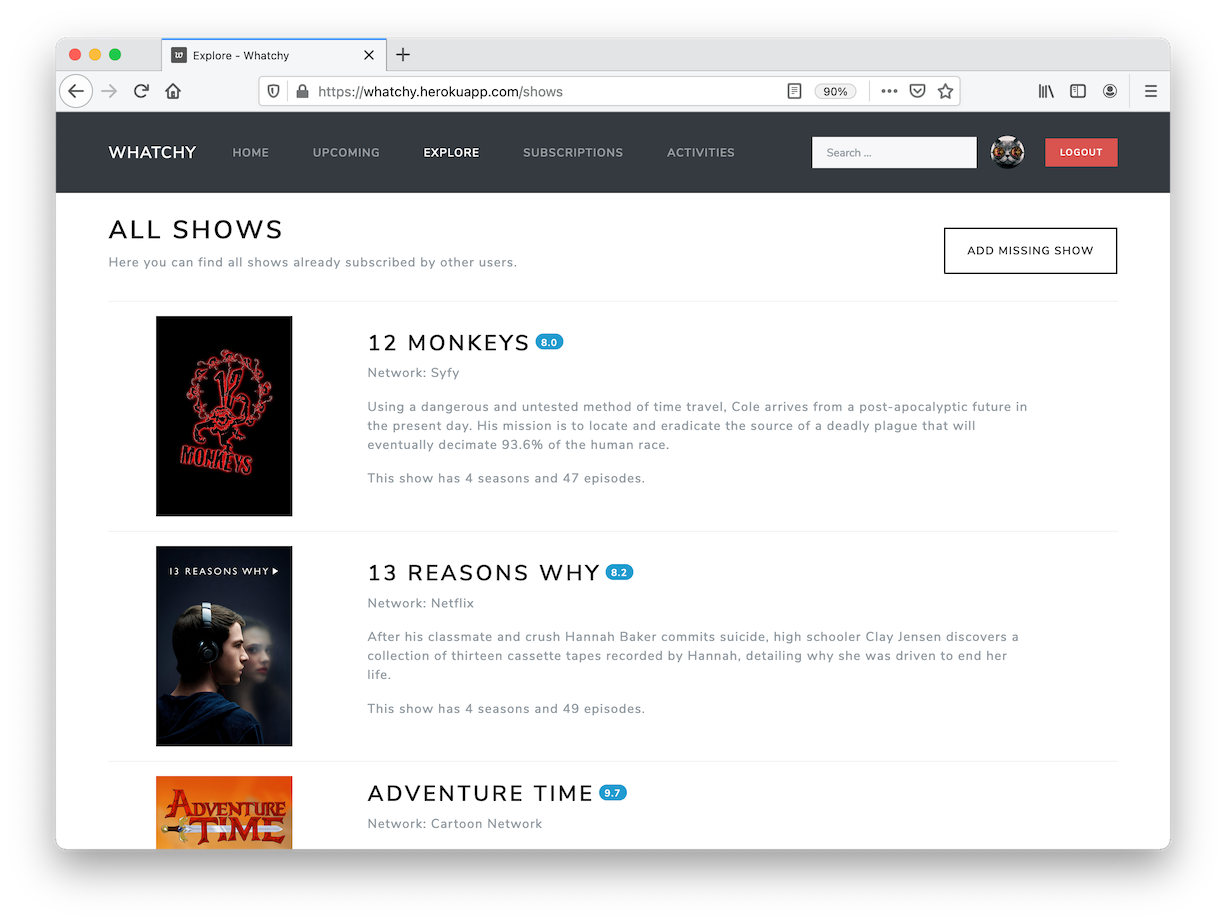 Explore - Whatchy
https://whatchy.herokuapp.com/shows
90%
WHATCHY
HOME
UPCOMING
EXPLORE
SUBSCRIPTIONS
ACTIVITIES
Search ...
LOGOUT
ALL SHOWS
Here you can find all shows already subscribed by other users.
ADD MISSING SHOW
MONKEYS
12 MONKEYS 8.0
Network: Syfy
Using a dangerous and untested method of time travel, Cole arrives from a post-apocalyptic future in
the present day. His mission is to locate and eradicate the source of a deadly plague that will
eventually decimate 93.6% of the human race.
This show has 4 seasons and 47 episodes.
13 REASONS WHY
13 REASONS WHY 8.2
Network: Netflix
After his classmate and crush Hannah Baker commits suicide, high schooler Clay Jensen discovers a
collection of thirteen cassette tapes recorded by Hannah, detailing why she was driven to end her
life.
This show has 4 seasons and 49 episodes.
ADVENTURE
TIME
ADVENTURE TIME 9.7
Network: Cartoon Network